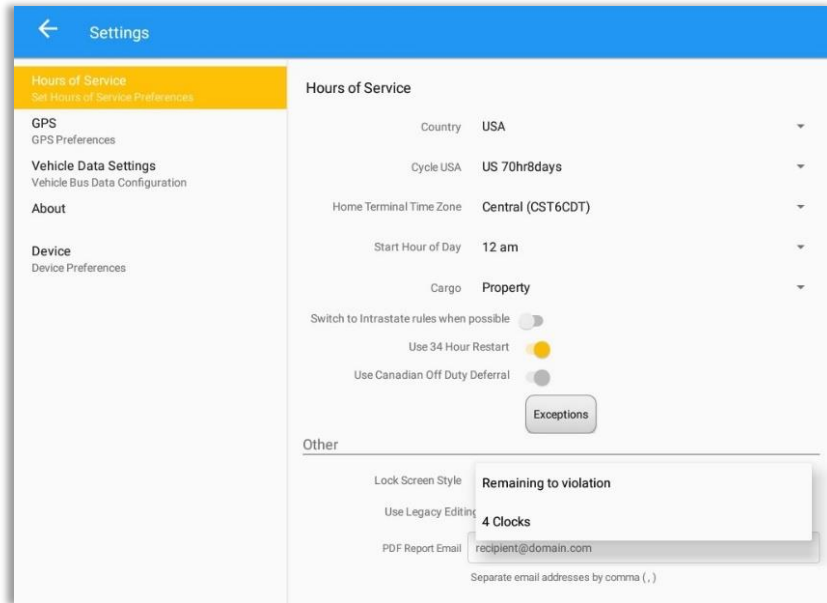 Settings
Hours of Service
Set Hours of Service Preferences
GPS
GPS Preferences
Vehicle Data Settings
Vehicle Bus Data Configuration
About
Device
Device Preferences
Hours of Service
Country USA
Cycle USA US 70hr8days
Home Terminal Time Zone Central (CST6CDT)
Start Hour of Day 12 am
Cargo Property
Switch to Intrastate rules when possible
Use 34 Hour Restart
Use Canadian Off Duty Deferral
Exceptions
Other
Lock Screen Style Remaining to violation
Use Legacy Editing
4 Clocks
PDF Report Email recipient@domain.com
Separate email addresses by comma ( , )